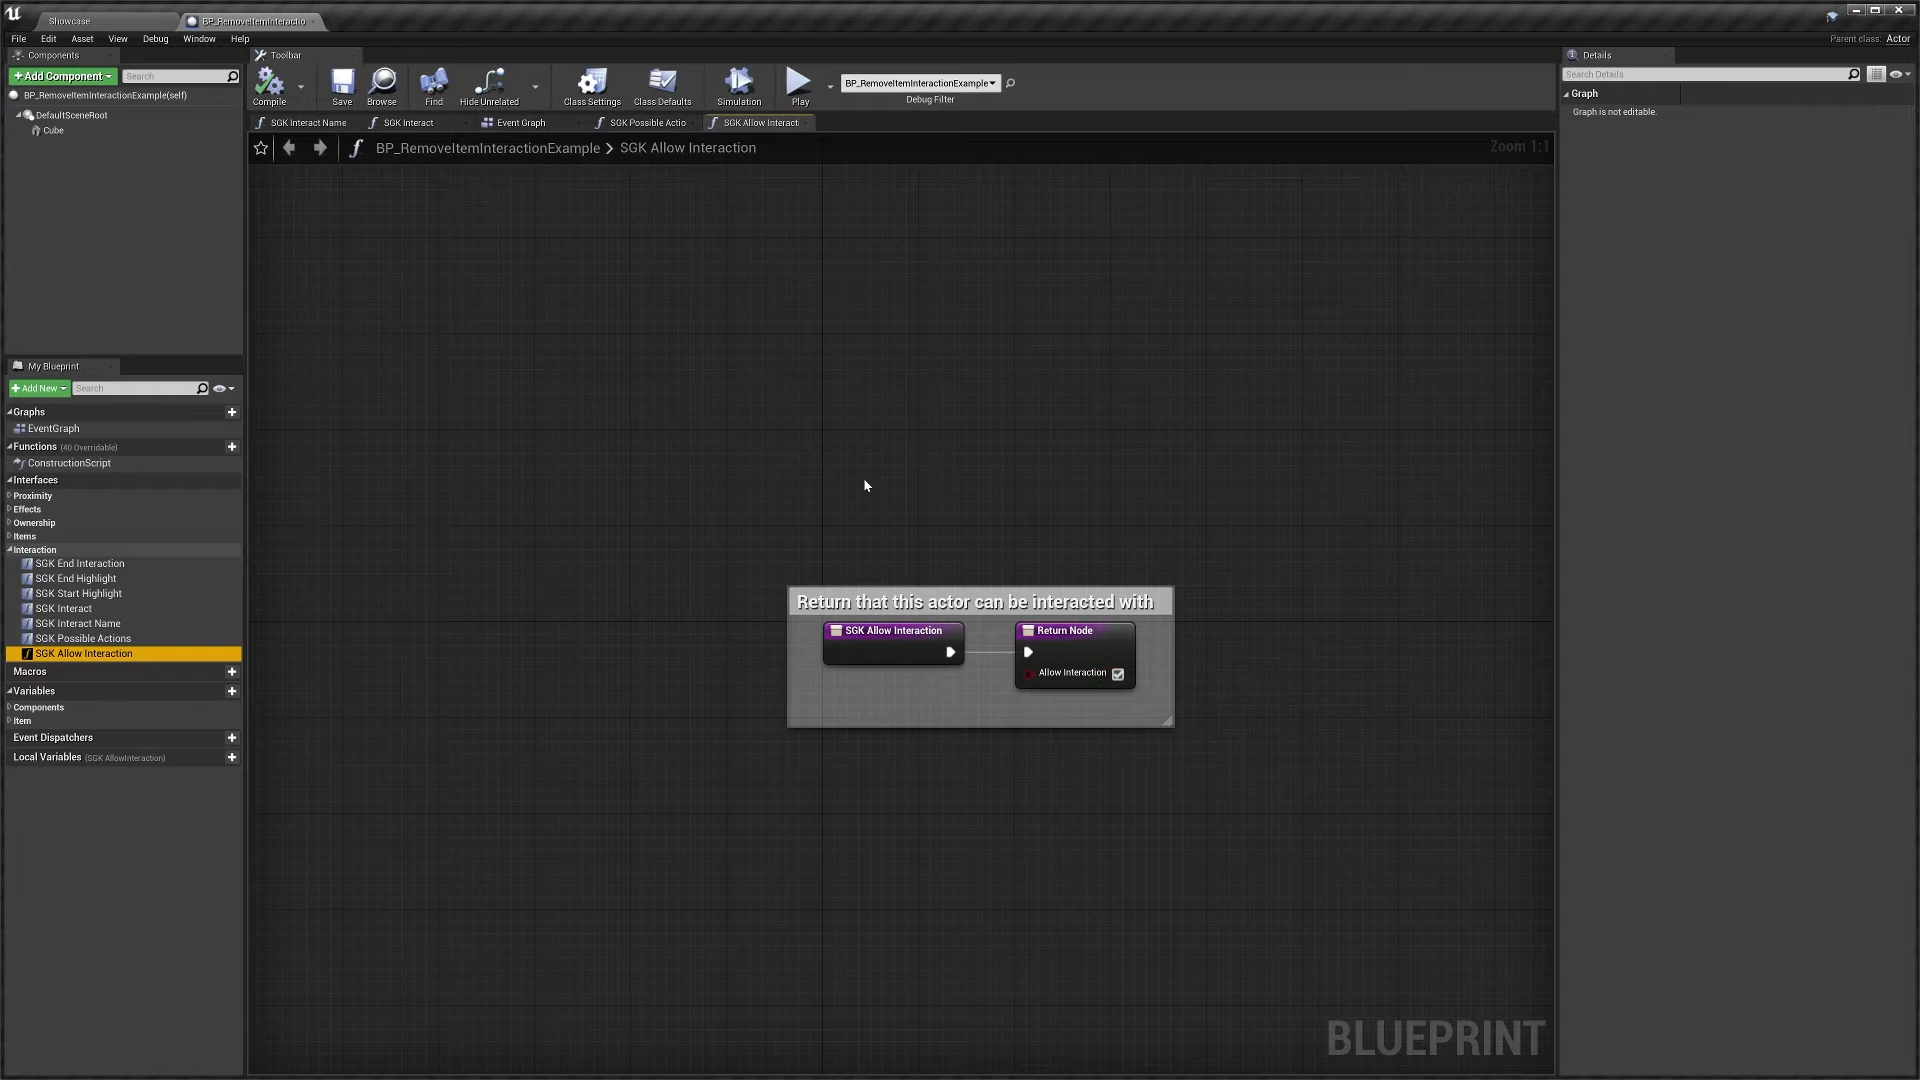 Showcase
BP_RemoveItemInteractio
File Edit Asset View Debug Window Help
Parent class: Actor
Components
+Add Component
Search
BP_RemoveItemInteractionExample(self)
DefaultSceneRoot
Cube
Toolbar
Compile
Save
Browse
Find
Hide Unrelated
Class Settings
Class Defaults
Simulation
Play
BP_RemoveItemInteractionExample
Debug Filter
SGK Interact Name
SGK Interact
Event Graph
SGK Possible Actio
SGK Allow Interacti
BP_RemoveItemInteractionExample > SGK Allow Interaction
Zoom 1:1
Details
Search Details
Graph
Graph is not editable.
My Blueprint
+Add New
Search
Graphs
EventGraph
Functions (40 Overridable)
ConstructionScript
Interfaces
Proximity
Effects
Ownership
Items
Interaction
SGK End Interaction
SGK End Highlight
SGK Start Highlight
SGK Interact
SGK Interact Name
SGK Possible Actions
SGK Allow Interaction
Macros
Variables
Components
Item
Event Dispatchers
Local Variables (SGK AllowInteraction)
Return that this actor can be interacted with
SGK Allow Interaction
Return Node
Allow Interaction
BLUEPRINT